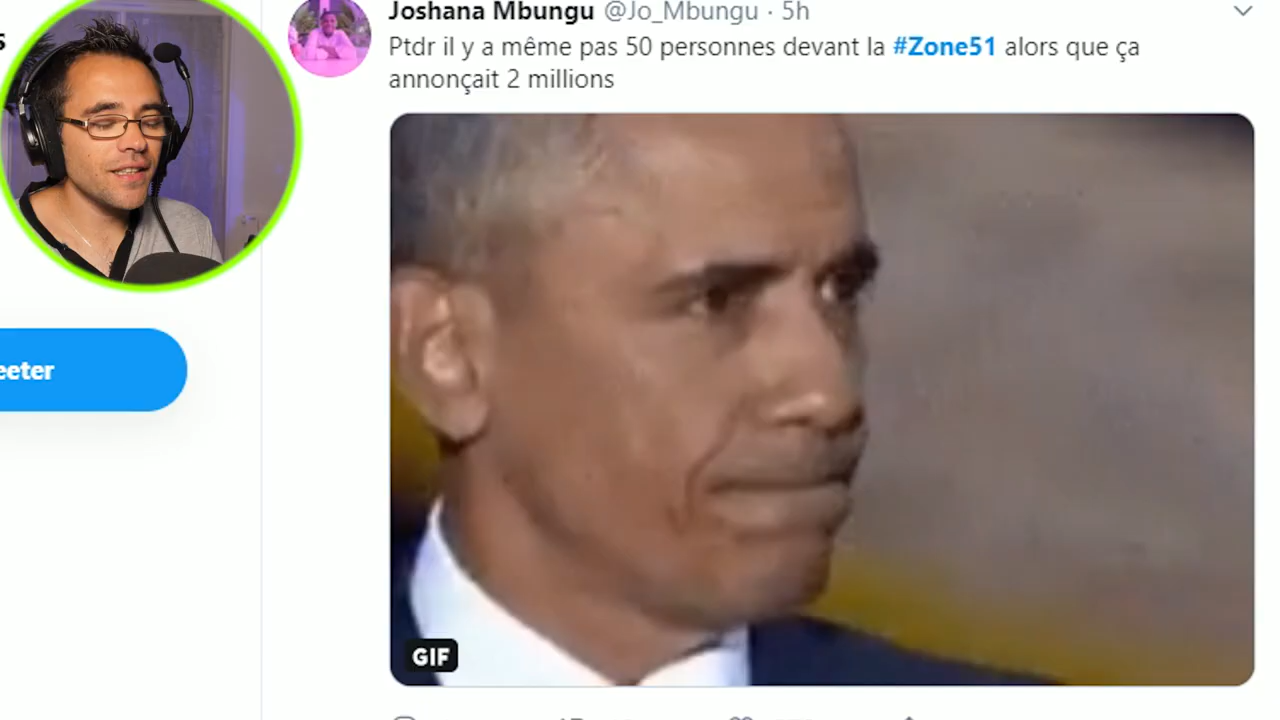 s
Joshana Mbungu @Jo_Mbungu · 5h
Ptdr il y a même pas 50 personnes devant la #Zone51 alors que ça
annonçait 2 millions
eeter
GIF